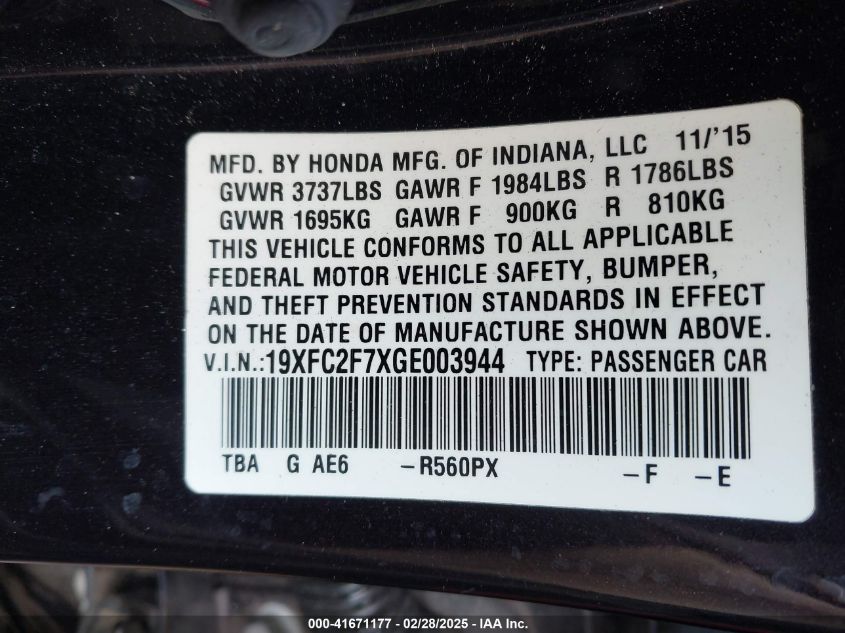 MFD. BY HONDA MFG. OF INDIANA, LLC 11/'15
GVWR 3737LBS GAWR F 1984LBS R 1786LBS
GVWR 1695KG GAWR F 900KG R 810KG
THIS VEHICLE CONFORMS TO ALL APPLICABLE
FEDERAL MOTOR VEHICLE SAFETY, BUMPER,
AND THEFT PREVENTION STANDARDS IN EFFECT
ON THE DATE OF MANUFACTURE SHOWN ABOVE.
V.I.N.:19XFC2F7XGE003944 TYPE: PASSENGER CAR
TBA G AE6 -R560PX -F -E
000-41671177 - 02/28/2025 - IAA Inc.